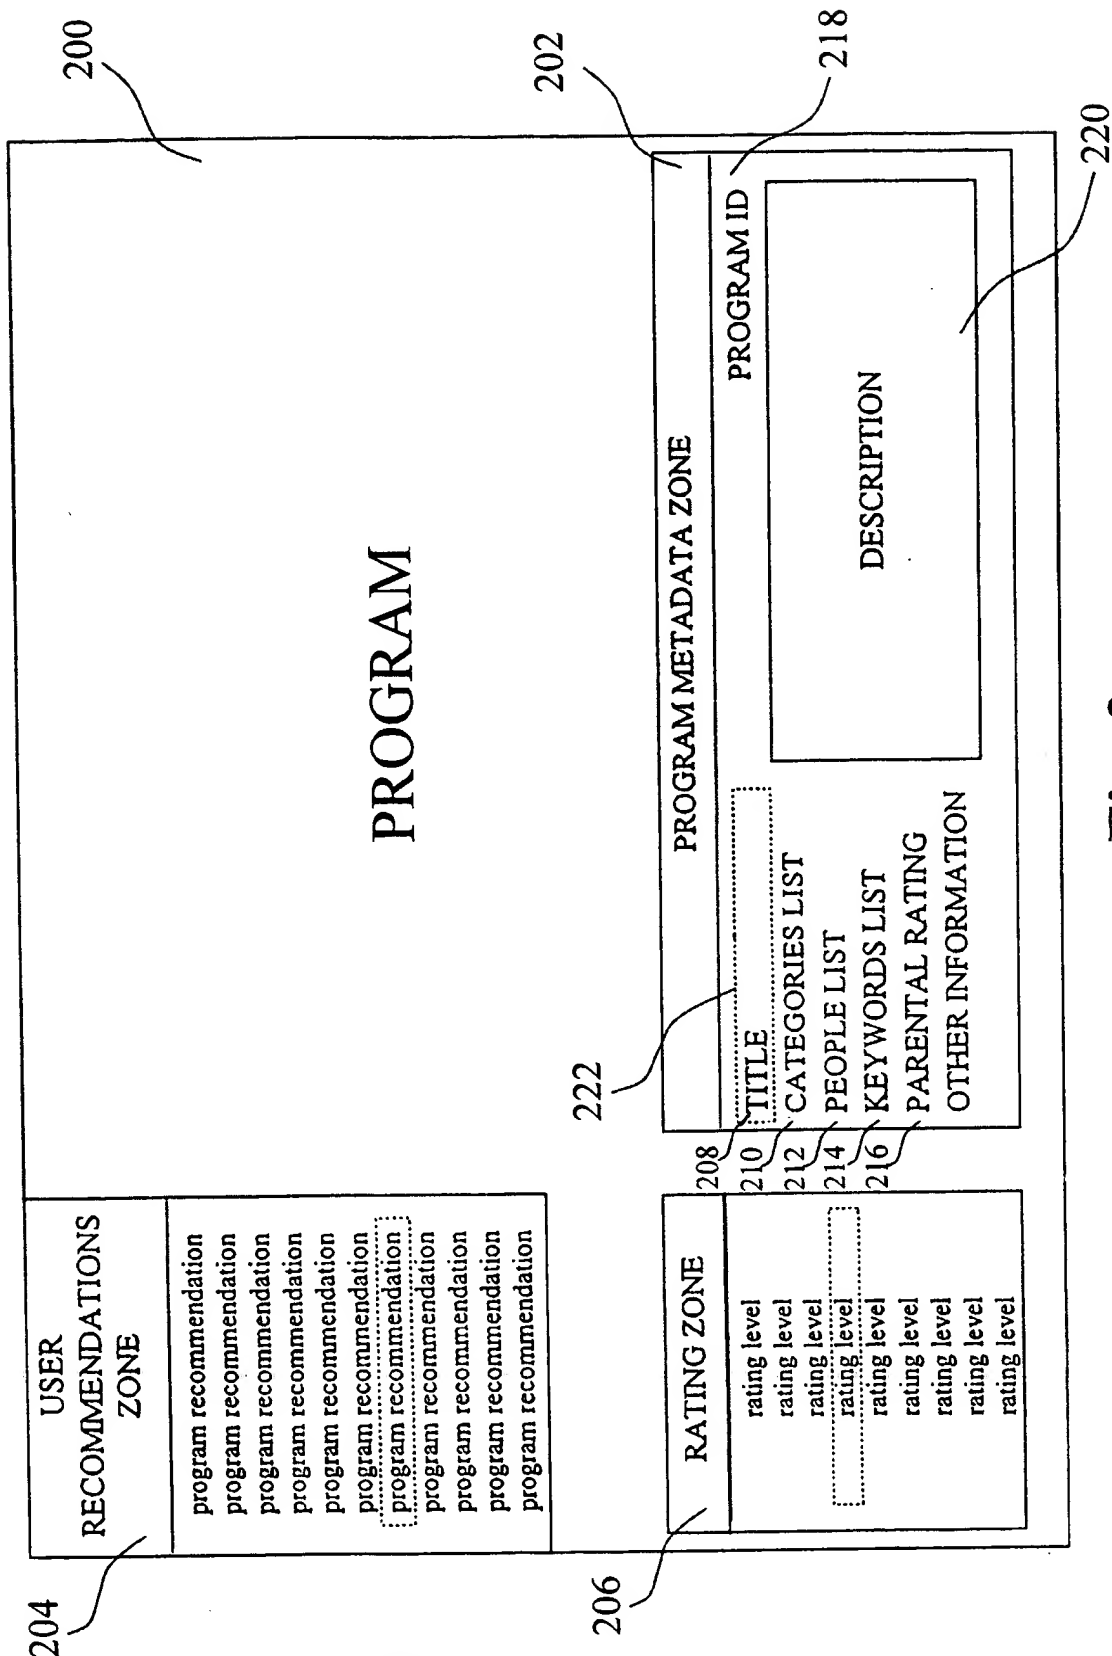 200
USER
RECOMMENDATIONS
ZONE
204
program recommendation
program recommendation
program recommendation
program recommendation
program recommendation
program recommendation
program recommendation
program recommendation
program recommendation
program recommendation
program recommendation
PROGRAM
222
202
206
RATING ZONE
rating level
rating level
rating level
rating level
rating level
rating level
rating level
rating level
rating level
PROGRAM METADATA ZONE
208 TITLE
210 CATEGORIES LIST
212 PEOPLE LIST
214 KEYWORDS LIST
216 PARENTAL RATING
OTHER INFORMATION
PROGRAM ID
218
DESCRIPTION
220